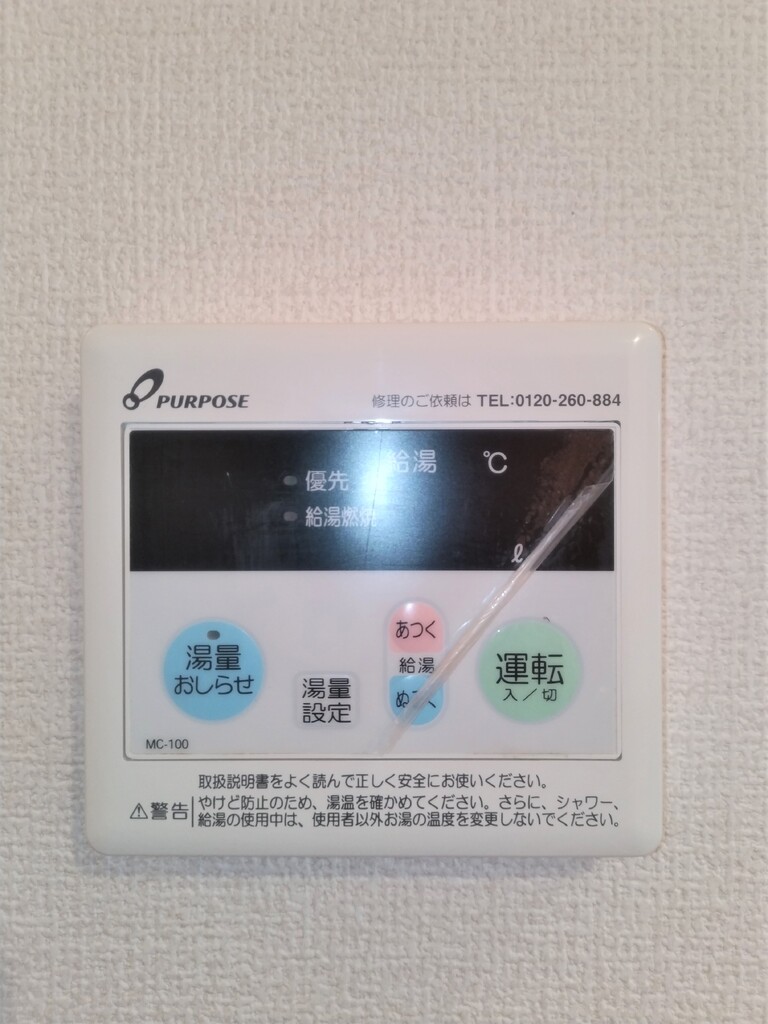 PURPOSE
修理のご依頼は TEL:0120-260-884
給湯 ℃
優先
給湯燃焼
ℓ
湯量
おしらせ
湯量
設定
あつく
給湯
ぬるく
運転
入／切
MC-100
取扱説明書をよく読んで正しく安全にお使いください。
⚠警告
やけど防止のため、湯温を確かめてください。さらに、シャワー、
給湯の使用中は、使用者以外お湯の温度を変更しないでください。